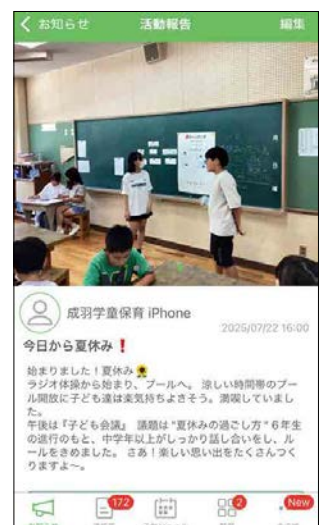 お知らせ
活動報告
編集
成羽学童保育 iPhone
2025/07/22 16:00
今日から夏休み❗
始まりました！夏休み🌻
ラジオ体操から始まり、プールへ。 涼しい時間帯のプー
ル開放に子ども達は楽気持ちよさそう。満喫していまし
た。
午後は『子ども会議』 議題は"夏休みの過ごし方"６年生
の進行のもと、中学年以上がしっかり話し合いをし、ル
ールをきめました。 さあ！楽しい思い出をたくさんつく
りますよ～。
172
2
New